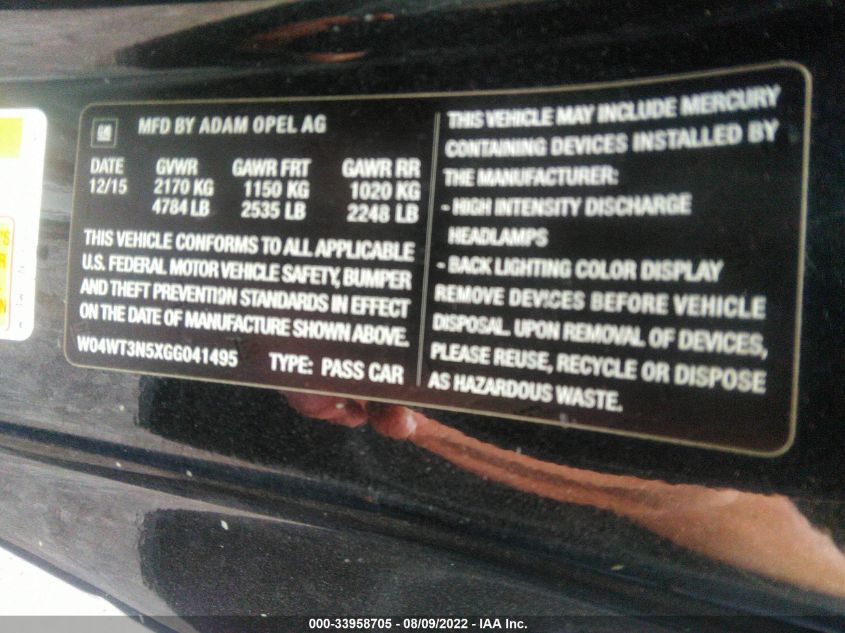 GM
MFD BY ADAM OPEL AG
DATE GVWR GAWR FRT GAWR RR
12/15 2170 KG 1150 KG 1020 KG
4784 LB 2535 LB 2248 LB
THIS VEHICLE CONFORMS TO ALL APPLICABLE
U.S. FEDERAL MOTOR VEHICLE SAFETY, BUMPER
AND THEFT PREVENTION STANDARDS IN EFFECT
ON THE DATE OF MANUFACTURE SHOWN ABOVE.
W04WT3N5XGG041495 TYPE: PASS CAR
THIS VEHICLE MAY INCLUDE MERCURY
CONTAINING DEVICES INSTALLED BY
THE MANUFACTURER:
- HIGH INTENSITY DISCHARGE
HEADLAMPS
- BACK LIGHTING COLOR DISPLAY
REMOVE DEVICES BEFORE VEHICLE
DISPOSAL. UPON REMOVAL OF DEVICES,
PLEASE REUSE, RECYCLE OR DISPOSE
AS HAZARDOUS WASTE.
000-33958705 - 08/09/2022 - IAA Inc.